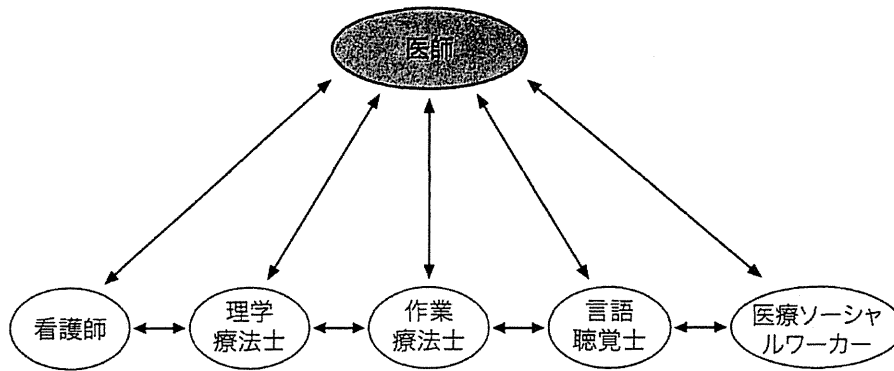 医師
看護師
理学
療法士
作業
療法士
言語
聴覚士
医療ソーシャ
ルワーカー